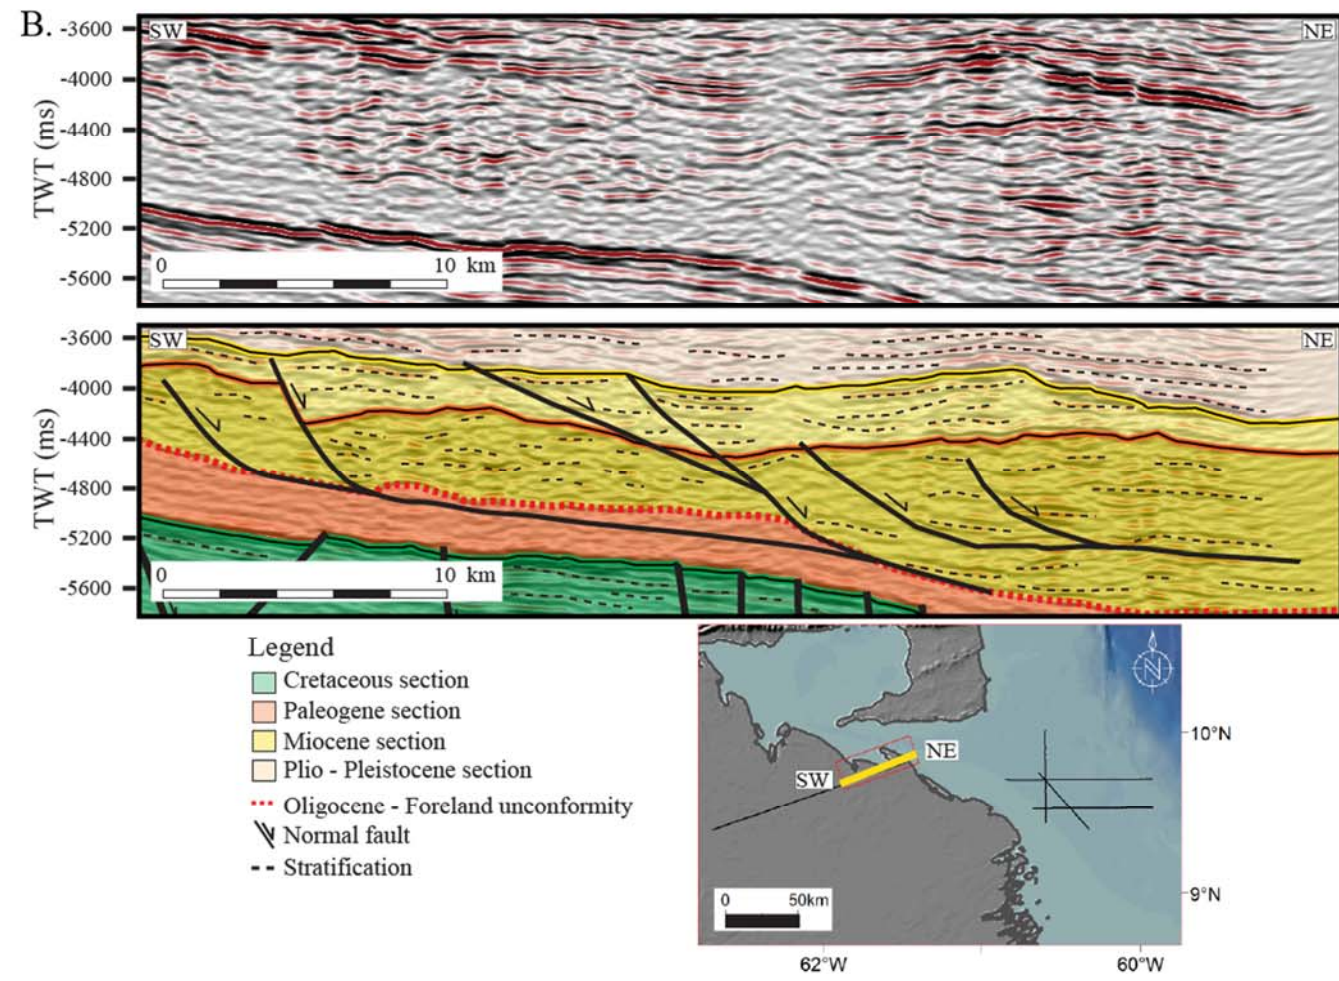 B.
SW
NE
-3600
-4000
-4400
-4800
-5200
-5600
TWT (ms)
0 10 km
SW
NE
-3600
-4000
-4400
-4800
-5200
-5600
TWT (ms)
0 10 km
Legend
Cretaceous section
Paleogene section
Miocene section
Plio - Pleistocene section
Oligocene - Foreland unconformity
Normal fault
Stratification
N
10°N
NE
SW
0 50km
9°N
62°W
60°W